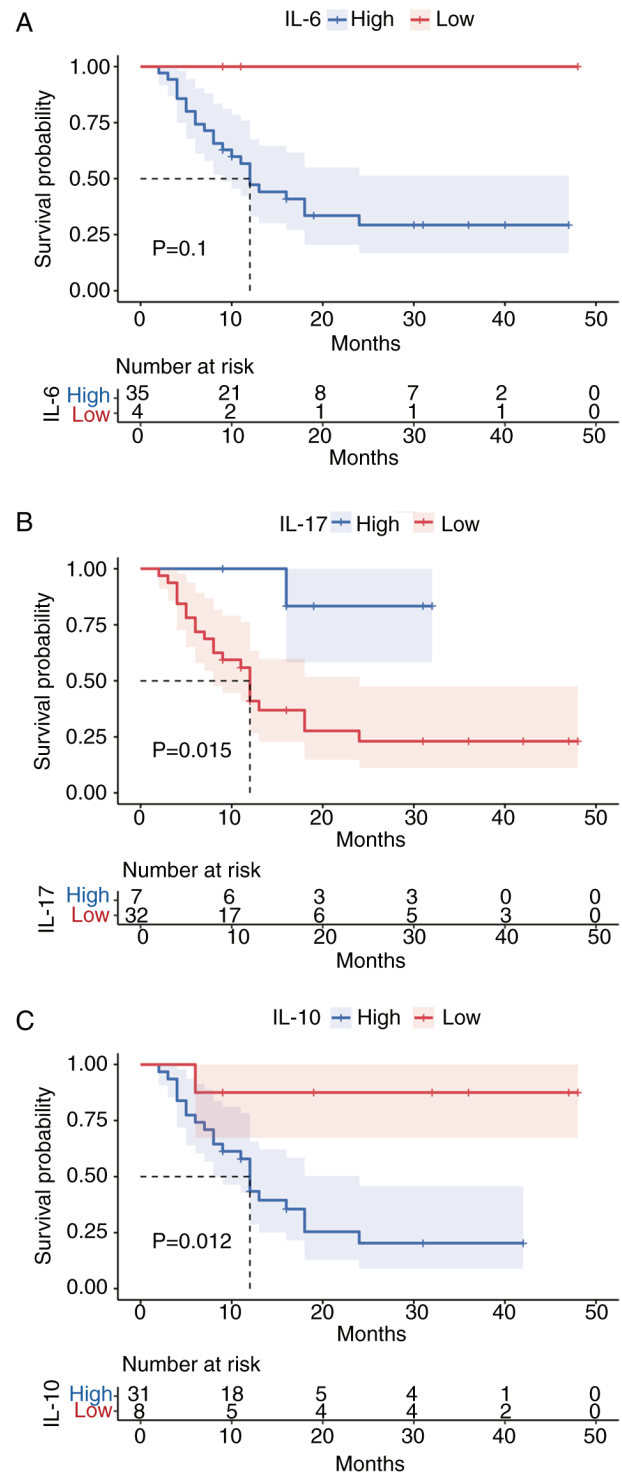 A
IL-6 High Low
1.00
0.75
0.50
0.25
0.00
Survival probability
P=0.1
0 10 20 30 40 50
Months
Number at risk
IL-6
High 35 21 8 7 2 0
Low 4 2 1 1 1 0
0 10 20 30 40 50
Months
B
IL-17 High Low
1.00
0.75
0.50
0.25
0.00
Survival probability
P=0.015
0 10 20 30 40 50
Months
Number at risk
IL-17
High 7 6 3 3 0 0
Low 32 17 6 5 3 0
0 10 20 30 40 50
Months
C
IL-10 High Low
1.00
0.75
0.50
0.25
0.00
Survival probability
P=0.012
0 10 20 30 40 50
Months
Number at risk
IL-10
High 31 18 5 4 1 0
Low 8 5 4 4 2 0
0 10 20 30 40 50
Months